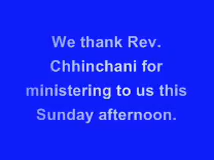 We thank Rev.
Chhinchani for
ministering to us this
Sunday afternoon.